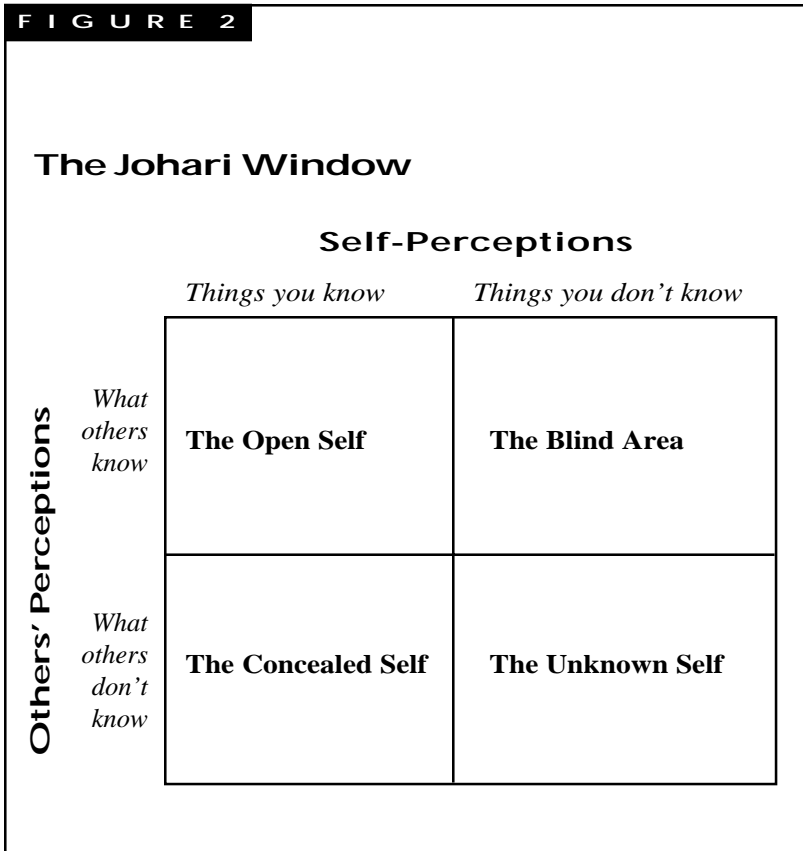 FIGURE 2
The Johari Window
Self-Perceptions
Things you know
Things you don't know
Others' Perceptions
What
others
know
The Open Self
The Blind Area
What
others
don't
know
The Concealed Self
The Unknown Self